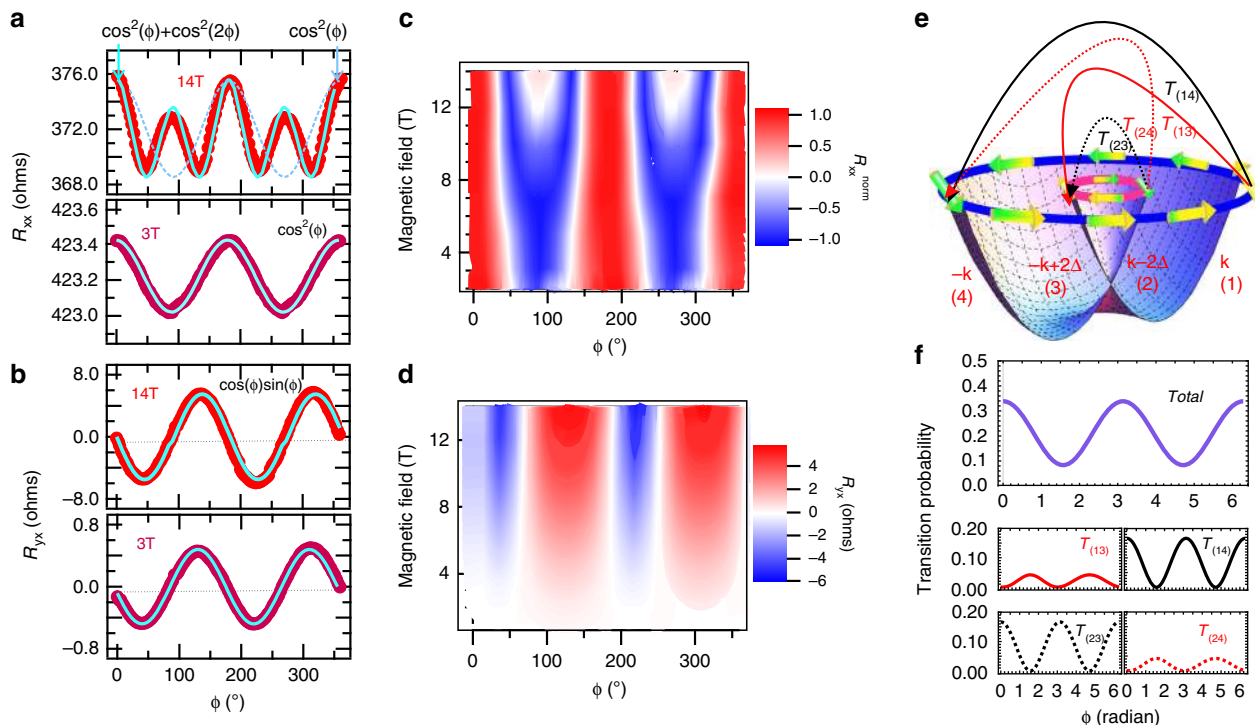 a
cos²(ϕ)+cos²(2ϕ) cos²(ϕ)
14T
376.0
372.0
368.0
423.6
3T cos²(ϕ)
423.4
423.2
423.0
Rxx (ohms)
b
8.0
14T cos(ϕ)sin(ϕ)
0.0
−8.0
0.8
3T
0.0
−0.8
Ryx (ohms)
0 100 200 300
ϕ (°)
c
Magnetic field (T)
12
8
4
0 100 200 300
ϕ (°)
1.0
0.5
0.0
−0.5
−1.0
Rxx_norm
d
Magnetic field (T)
12
8
4
0 100 200 300
ϕ (°)
4
2
0
−2
−4
−6
Ryx (ohms)
e
T(14)
T(24) T(13)
T(23)
−k
(4)
−k+2Δ
(3)
k−2Δ
(2)
k
(1)
f
Transition probability
0.5
0.4
0.3
0.2
0.1
0.0
Total
0 1 2 3 4 5 6
0.20
0.10
0.00
T(13)
T(14)
0.20
0.10
0.00
T(23)
T(24)
0 1 2 3 4 5 6 0 1 2 3 4 5 6
ϕ (radian)